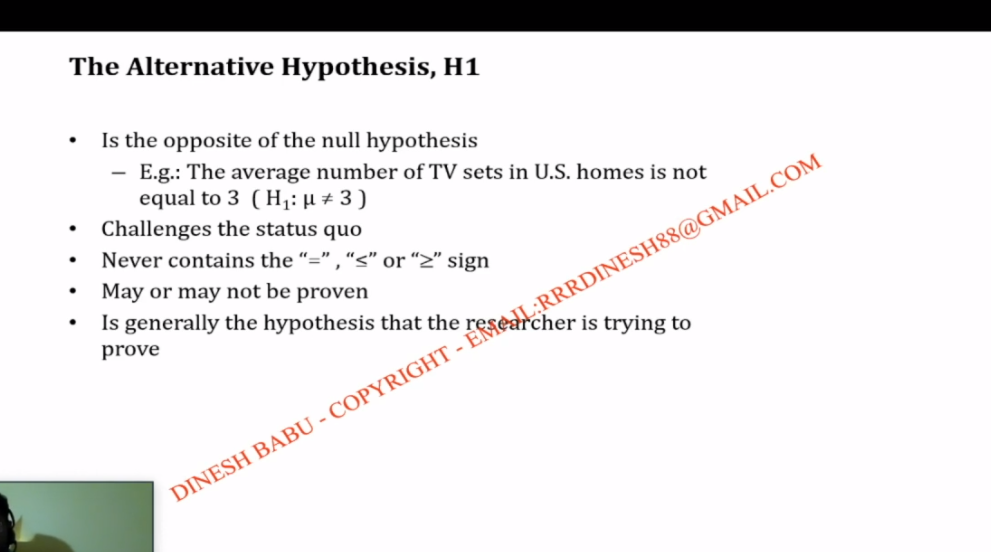 The Alternative Hypothesis, H1
• Is the opposite of the null hypothesis
– E.g.: The average number of TV sets in U.S. homes is not
equal to 3 ( H₁: μ ≠ 3 )
• Challenges the status quo
• Never contains the “=” , “≤” or “≥” sign
• May or may not be proven
• Is generally the hypothesis that the researcher is trying to
prove
DINESH BABU - COPYRIGHT - EMAIL:RRRDINESH88@GMAIL.COM